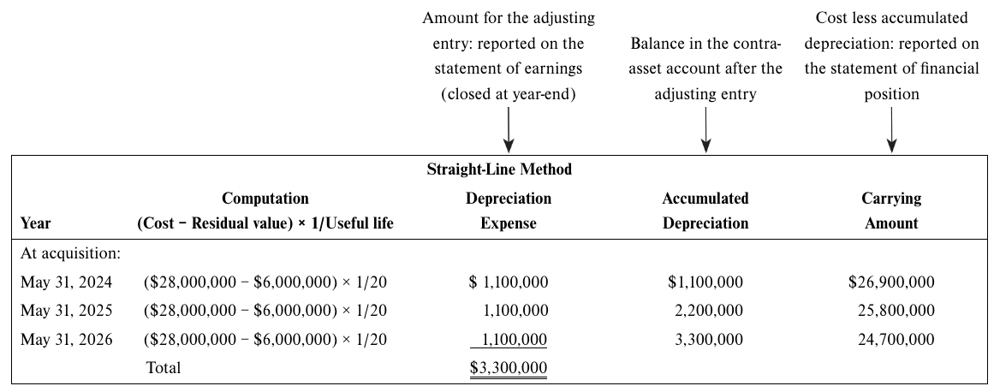 Amount for the adjusting
entry: reported on the
statement of earnings
(closed at year-end)
Balance in the contra-
asset account after the
adjusting entry
Cost less accumulated
depreciation: reported on
the statement of financial
position
Straight-Line Method
Computation Depreciation Accumulated Carrying
Year (Cost − Residual value) × 1/Useful life Expense Depreciation Amount
At acquisition:
May 31, 2024 ($28,000,000 − $6,000,000) × 1/20 $ 1,100,000 $1,100,000 $26,900,000
May 31, 2025 ($28,000,000 − $6,000,000) × 1/20 1,100,000 2,200,000 25,800,000
May 31, 2026 ($28,000,000 − $6,000,000) × 1/20 1,100,000 3,300,000 24,700,000
Total $3,300,000